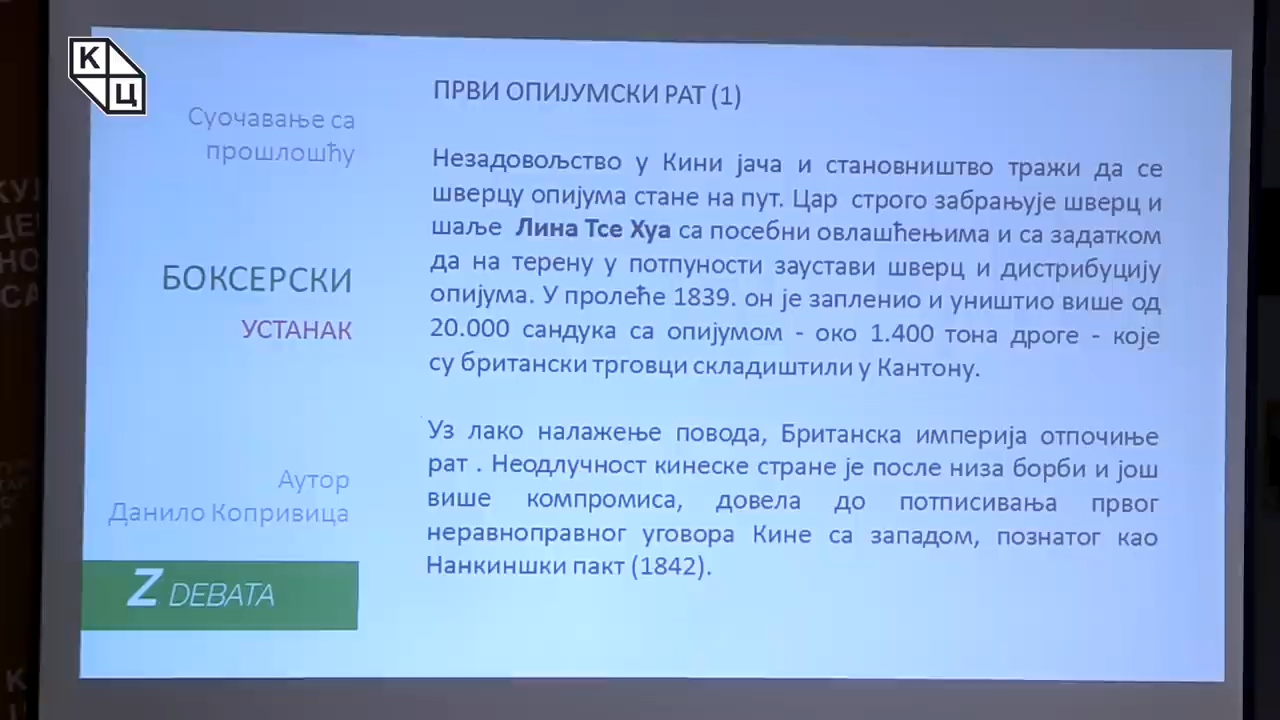 К
Ц
Суочавање са
прошлошћу
БОКСЕРСКИ
УСТАНАК
Аутор
Данило Копривица
Z DEBATA
ПРВИ ОПИЈУМСКИ РАТ (1)
Незадовољство у Кини јача и становништво тражи да се
шверцу опијума стане на пут. Цар строго забрањује шверц и
шаље Лина Тсе Хуа са посебни овлашћењима и са задатком
да на терену у потпуности заустави шверц и дистрибуцију
опијума. У пролеће 1839. он је запленио и уништио више од
20.000 сандука са опијумом - око 1.400 тона дроге - које
су британски трговци складиштили у Кантону.
Уз лако налажење повода, Британска империја отпочиње
рат . Неодлучност кинеске стране је после низа борби и још
више компромиса, довела до потписивања првог
неравноправног уговора Кине са западом, познатог као
Нанкиншки пакт (1842).